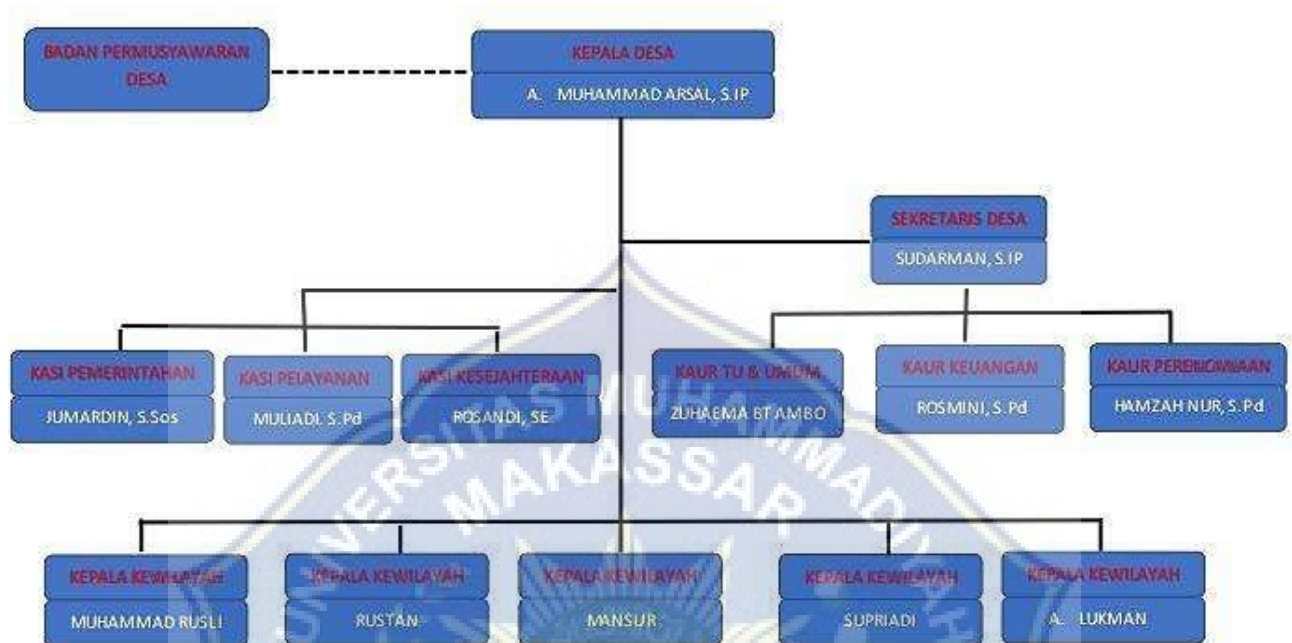 BADAN PERMUSYAWARAN
DESA
KEPALA DESA
A. MUHAMMAD ARSAL, S.IP
SEKRETARIS DESA
SUDARMAN, S.IP
KASI PEMERINTAHAN
JUMARDIN, S.Sos
KASI PELAYANAN
MULIADI. S.Pd
KASI KESEJAHTERAAN
ROSANDI, SE
KAUR TU & UMUM
ZUHAEMA BT AMBO
KAUR KEUANGAN
ROSMINI, S.Pd
KAUR PERENCANAAN
HAMZAH NUR, S.Pd
UNIVERSITAS MUHAMMADIYAH
MAKASSAR
KEPALA KEWILAYAH
MUHAMMAD RUSLI
KEPALA KEWILAYAH
RUSTAN
KEPALA KEWILAYAH
MANSUR
KEPALA KEWILAYAH
SUPRIADI
KEPALA KEWILAYAH
A. LUKMAN